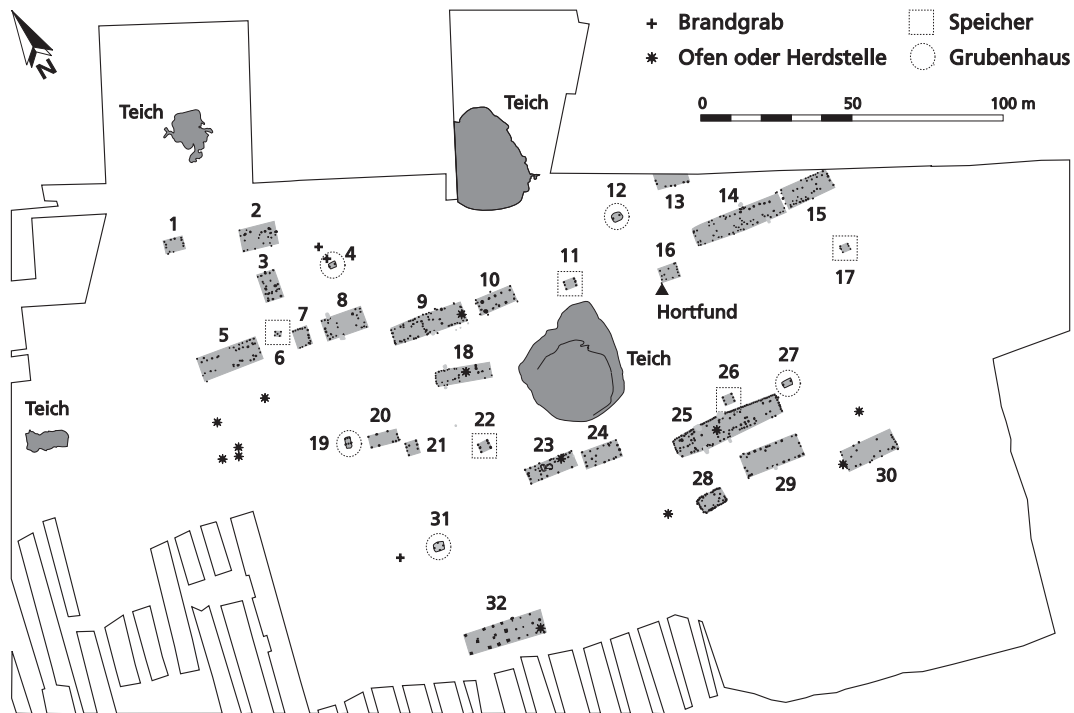 N
Brandgrab
Speicher
Ofen oder Herdstelle
Grubenhaus
0 50 100 m
Teich
Teich
1
2
3
4
5
6
7
8
9
10
11
12
13
14
15
16
Hortfund
17
18
Teich
19
20
21
22
23
24
25
26
27
28
29
30
Teich
31
32